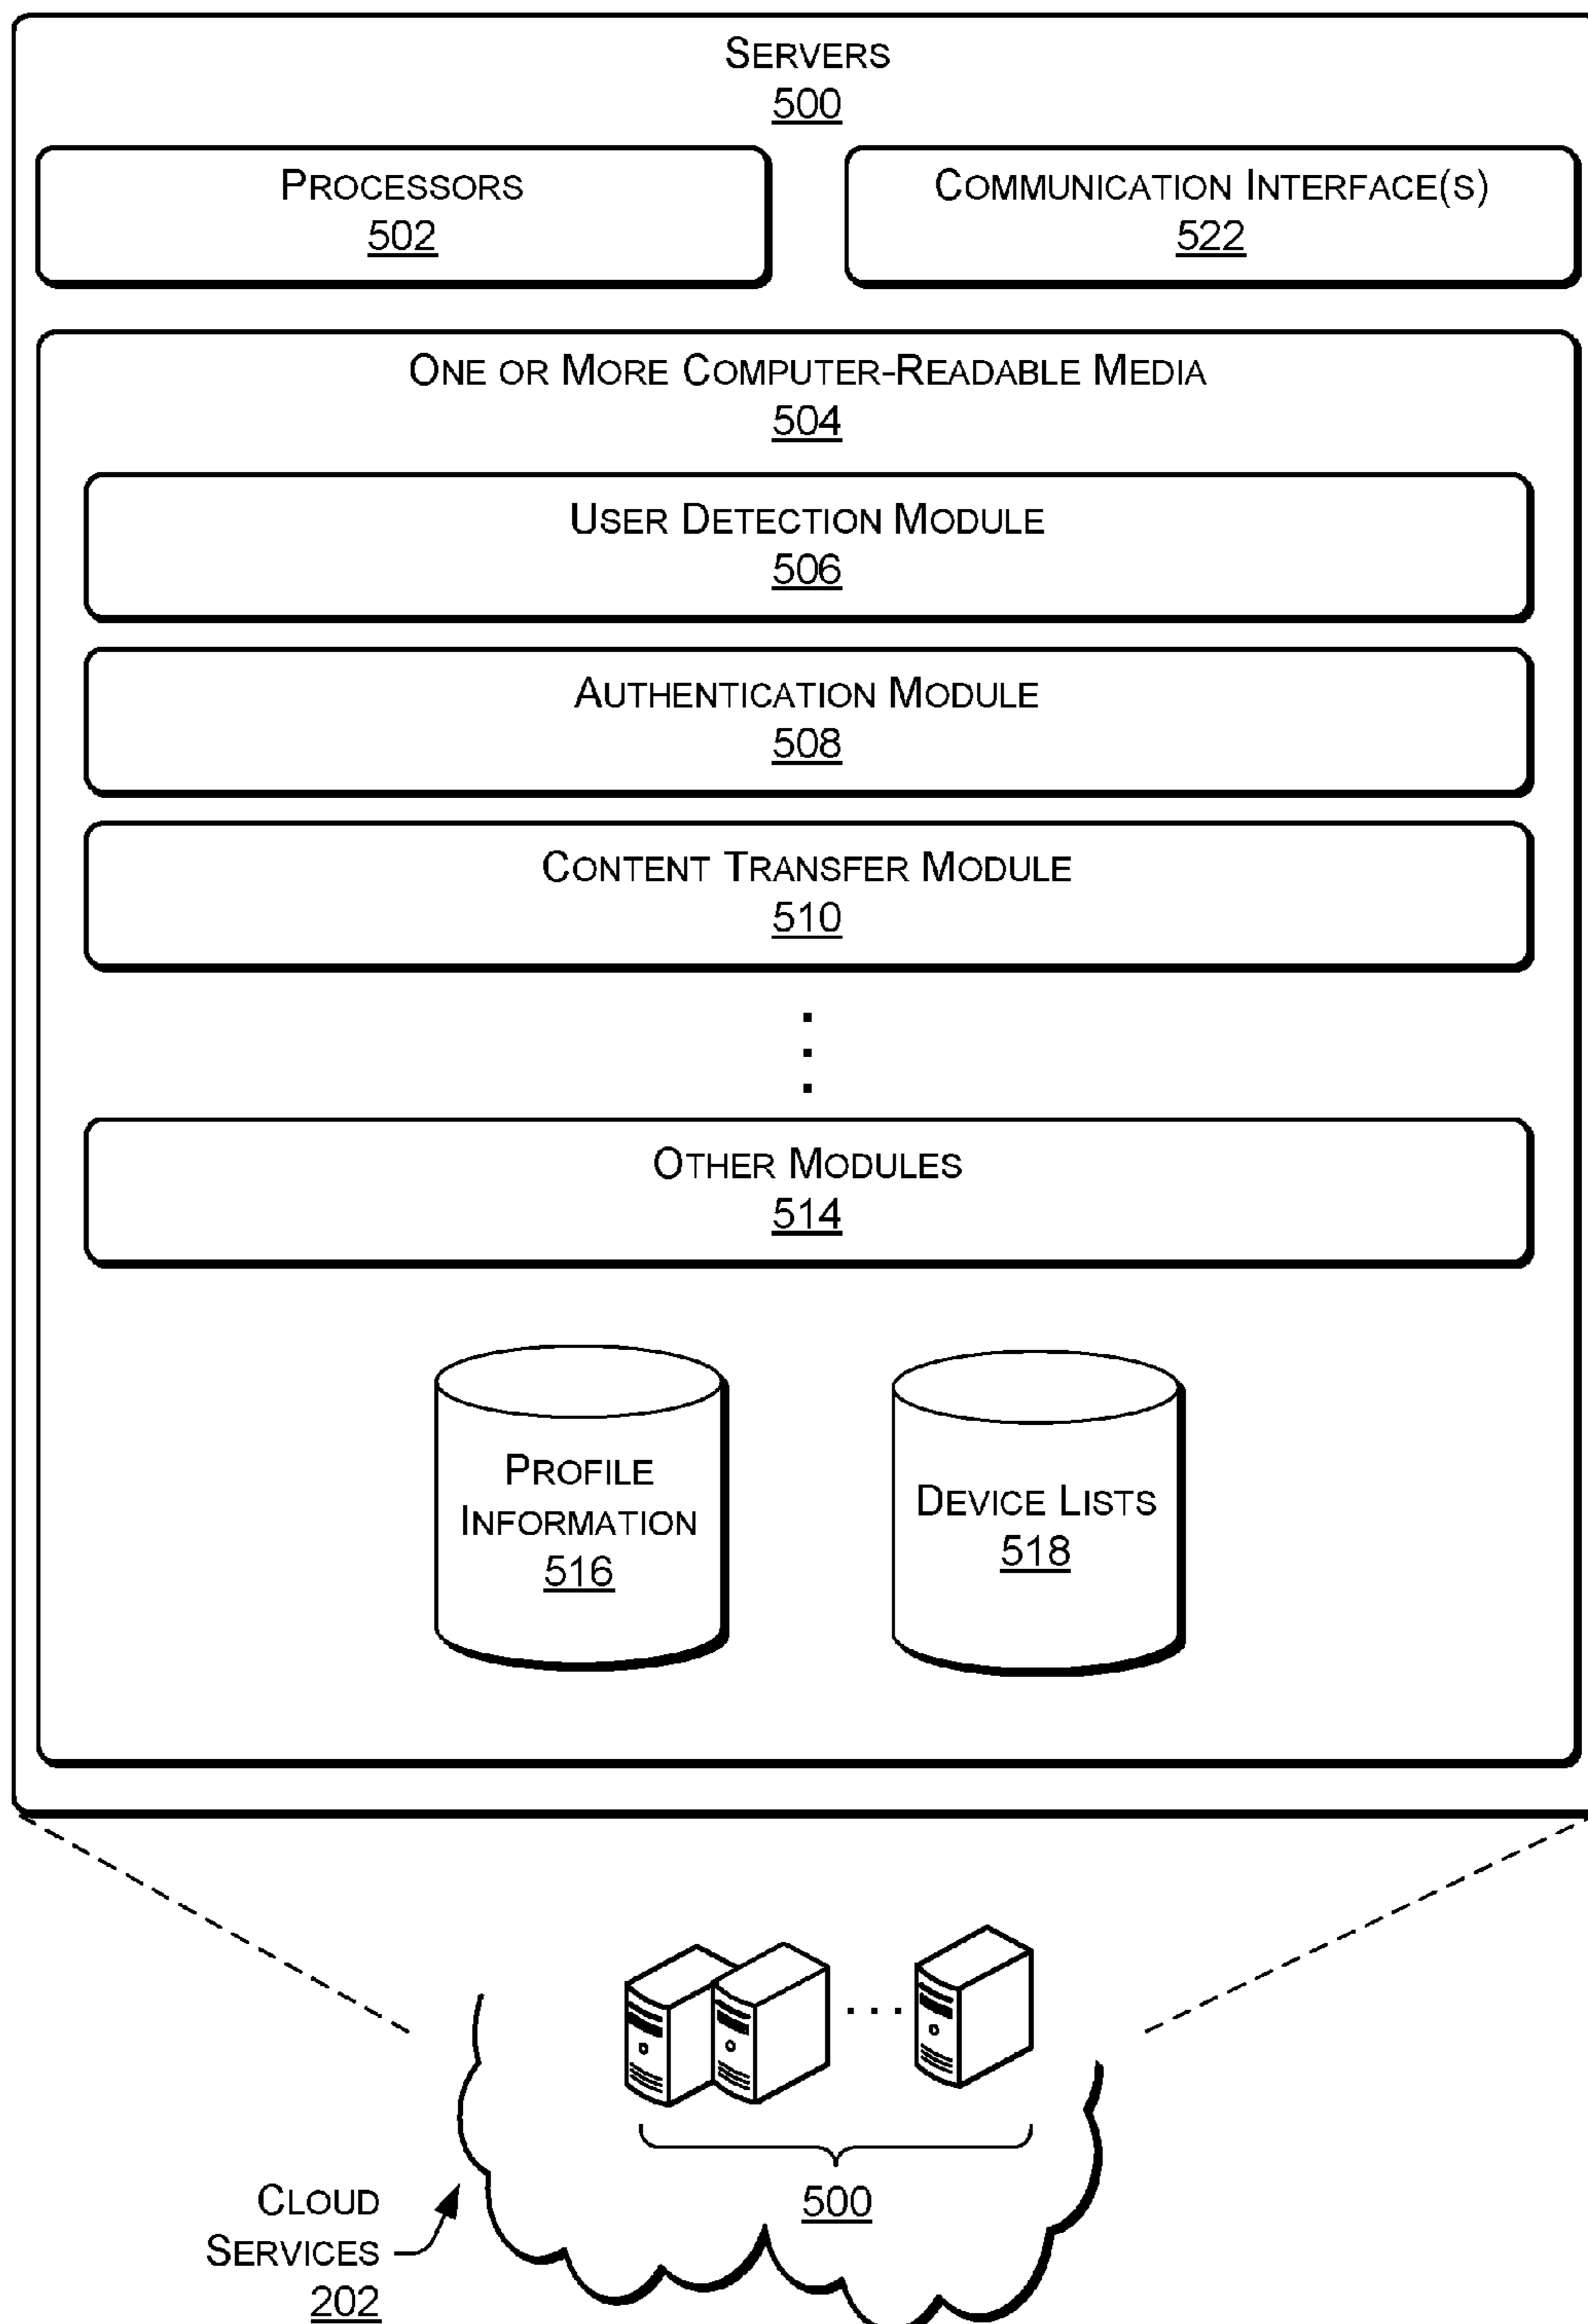 SERVERS
500
PROCESSORS
502
COMMUNICATION INTERFACE(S)
522
ONE OR MORE COMPUTER-READABLE MEDIA
504
USER DETECTION MODULE
506
AUTHENTICATION MODULE
508
CONTENT TRANSFER MODULE
510
OTHER MODULES
514
PROFILE
INFORMATION
516
DEVICE LISTS
518
500
CLOUD
SERVICES
202